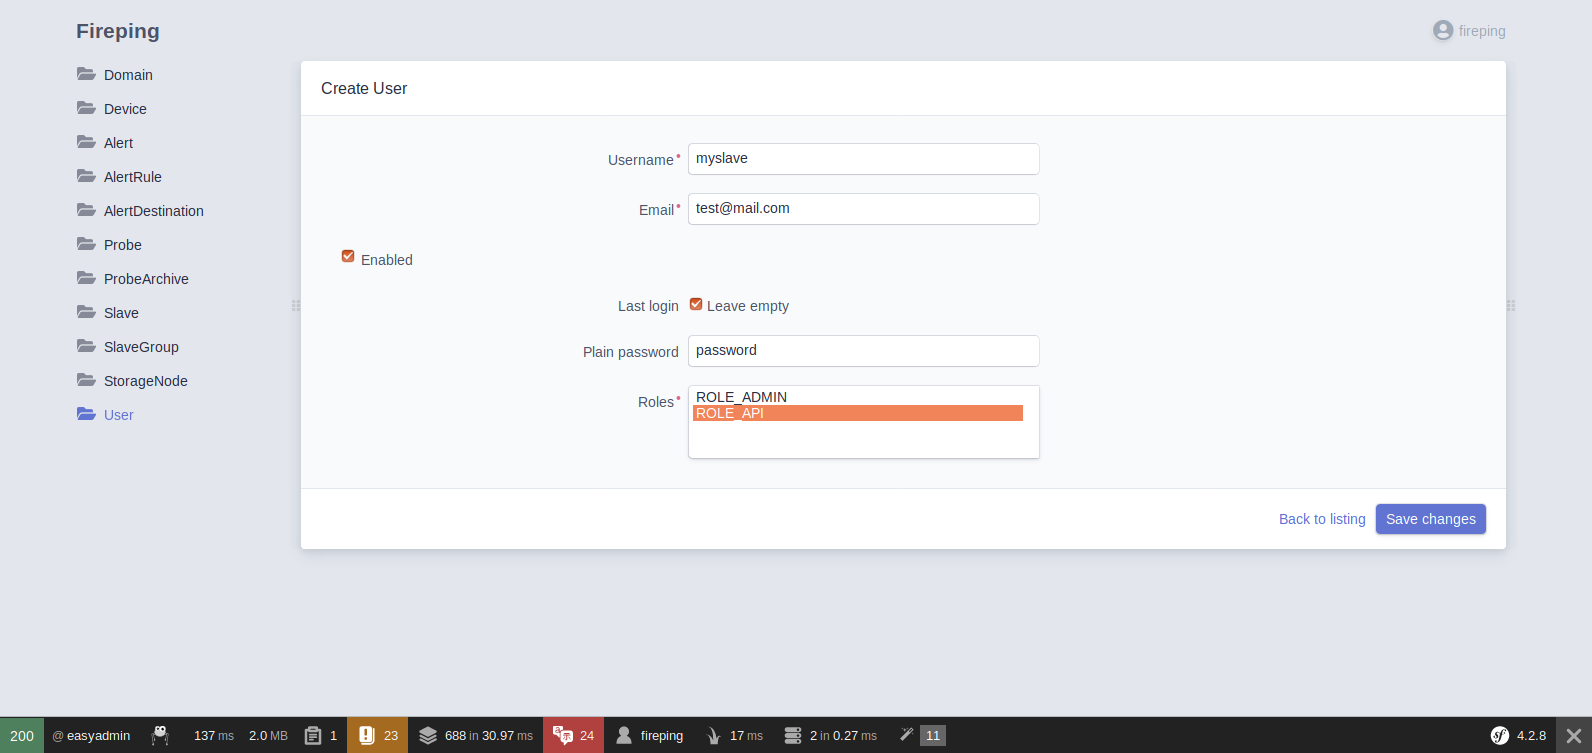 Fireping
fireping
Domain
Device
Alert
AlertRule
AlertDestination
Probe
ProbeArchive
Slave
SlaveGroup
StorageNode
User
Create User
Username*
myslave
Email*
test@mail.com
Enabled
Last login
Leave empty
Plain password
password
Roles*
ROLE_ADMIN
ROLE_API
Back to listing
Save changes
200 @ easyadmin 137 ms 2.0 MB 1 23 688 in 30.97 ms 24 fireping 17 ms 2 in 0.27 ms 11 sf 4.2.8